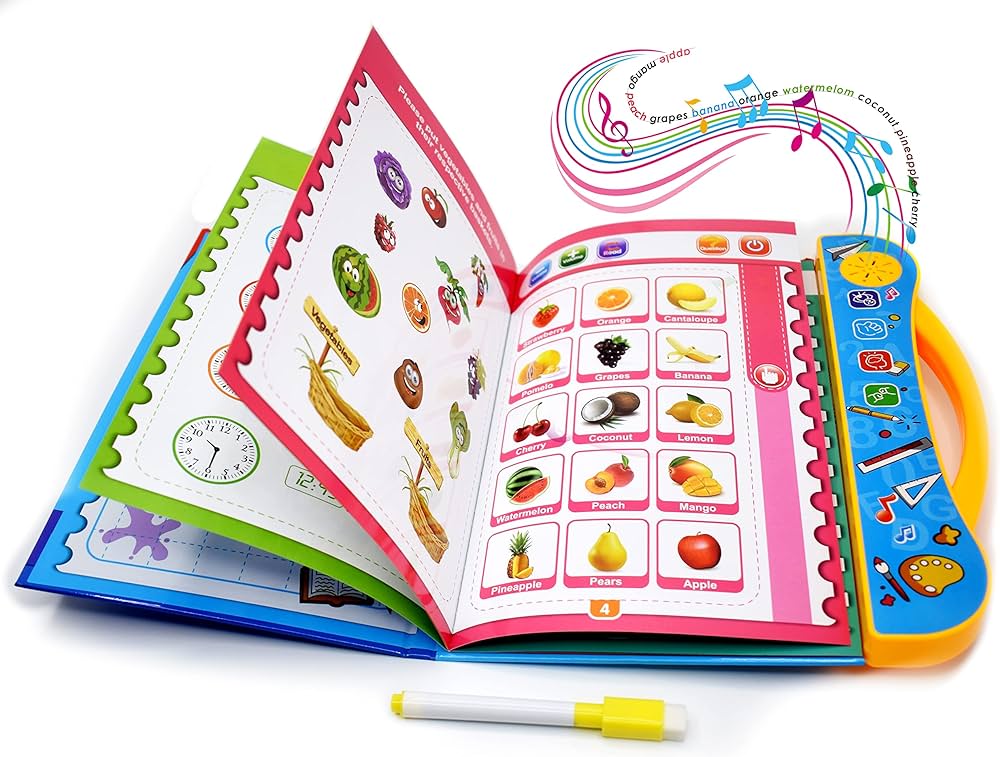 apple mango peach grapes banana orange watermelom coconut pineapple cherry
Please put vegetables and fruits in
their respective baskets.
Vegetables
Fruits
Volume
Read
Question
Strawberry
Orange
Cantaloupe
Pomelo
Grapes
Banana
Cherry
Coconut
Lemon
Watermelon
Peach
Mango
Pineapple
Pears
Apple
4